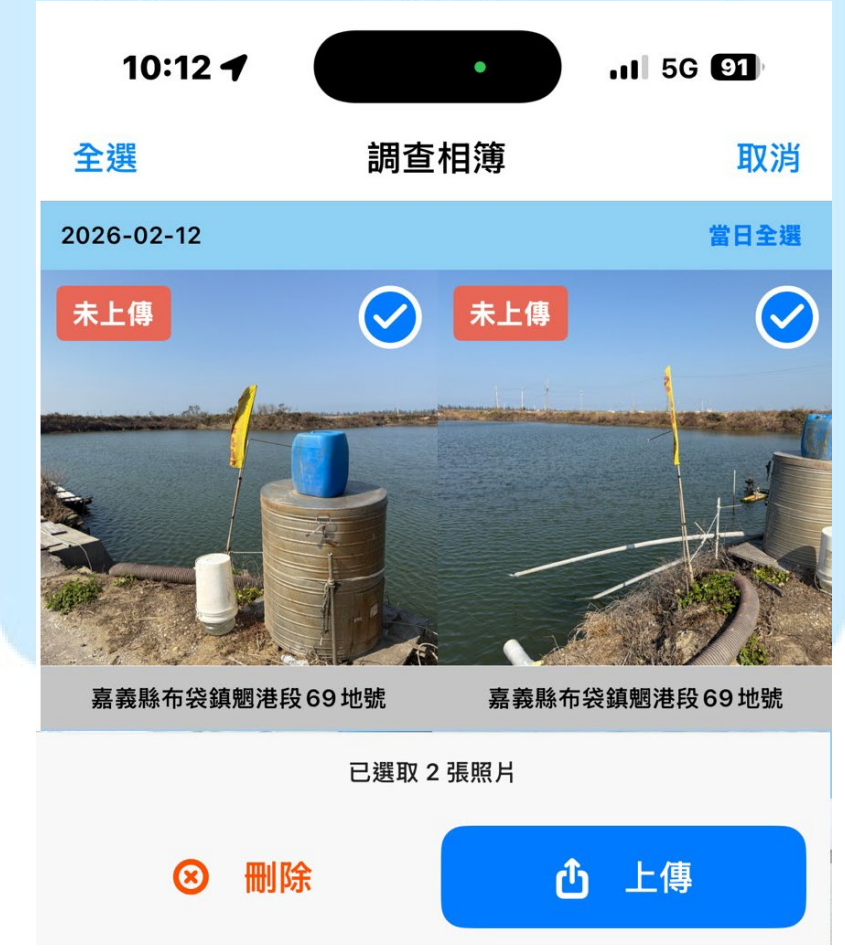 10:12 5G 91
全選 調查相簿 取消
2026-02-12 當日全選
未上傳 未上傳
嘉義縣布袋鎮魍港段69地號 嘉義縣布袋鎮魍港段69地號
已選取 2 張照片
刪除 上傳